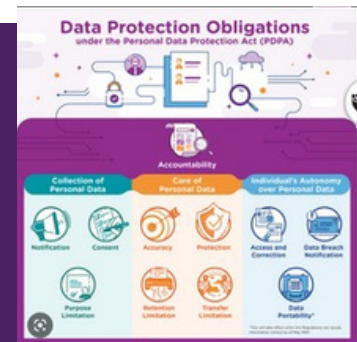 Data Protection Obligations
under the Personal Data Protection Act (PDPA)
Accountability
Collection of
Personal Data
Care of
Personal Data
Individual's Autonomy
over Personal Data
Notification
Consent
Accuracy
Protection
Access and
Correction
Data Breach
Notification
Purpose
Limitation
Retention
Limitation
Transfer
Limitation
Data
Portability*